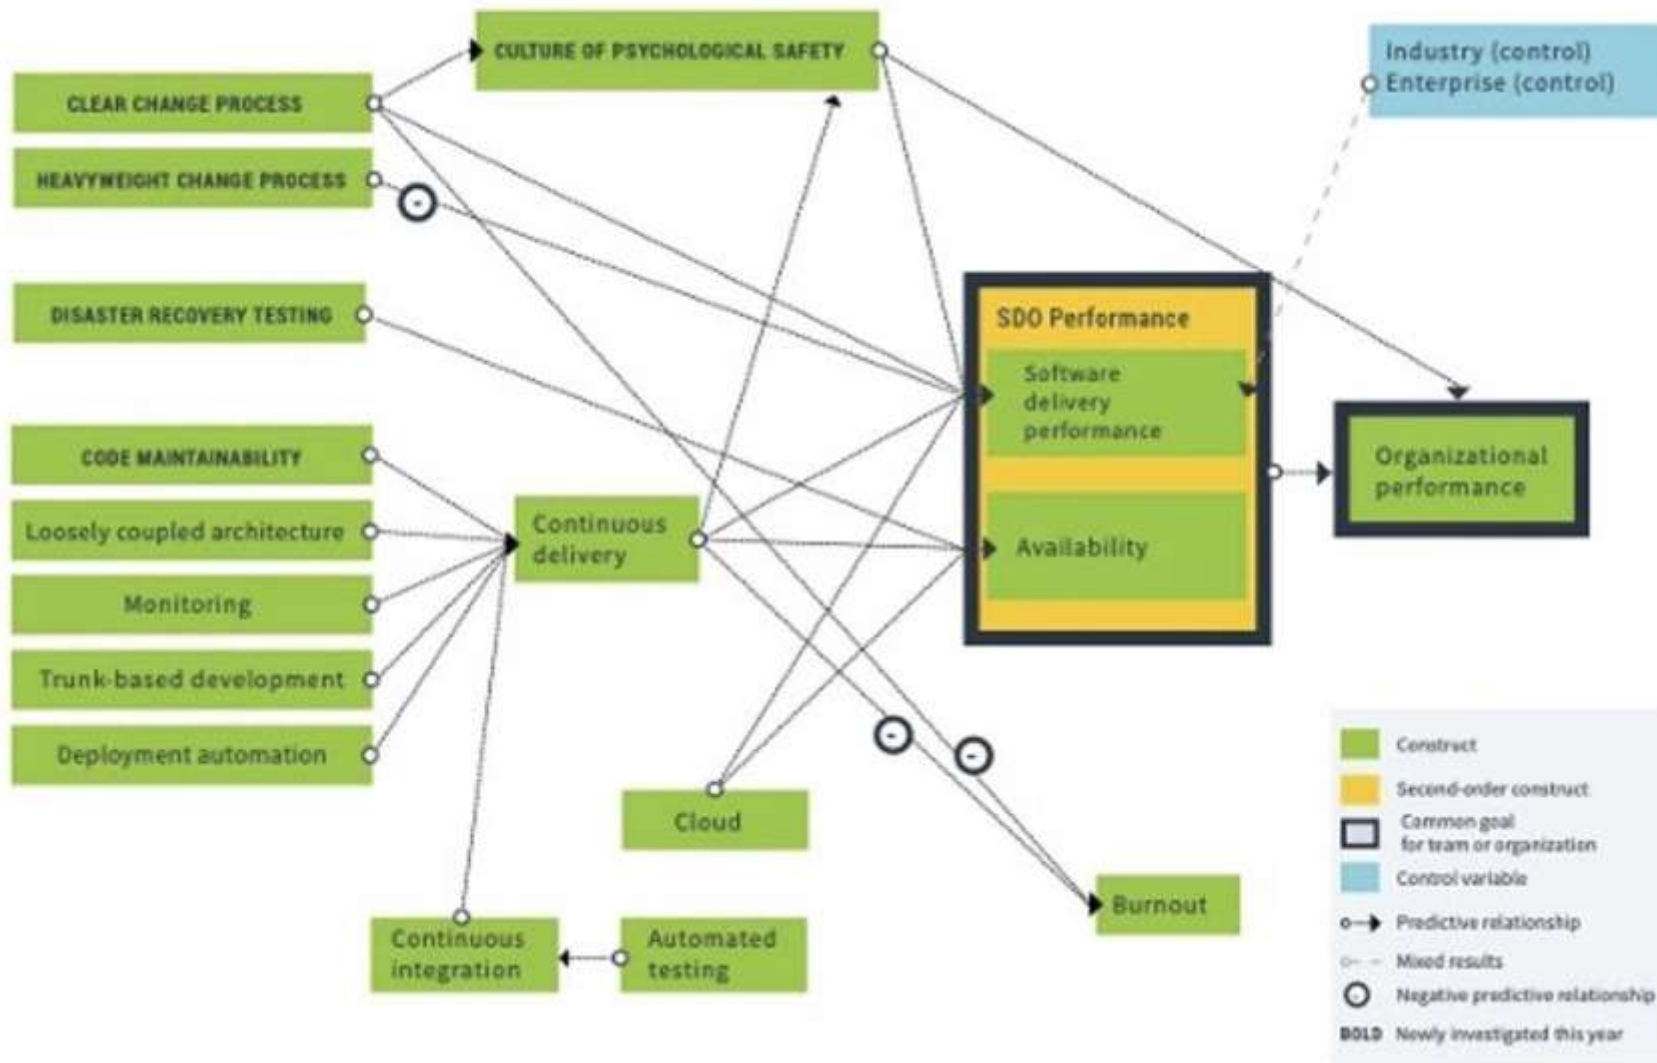 CULTURE OF PSYCHOLOGICAL SAFETY
Industry (control)
Enterprise (control)
CLEAR CHANGE PROCESS
HEAVYWEIGHT CHANGE PROCESS
-
DISASTER RECOVERY TESTING
SDO Performance
Software
delivery
performance
Availability
Organizational
performance
CODE MAINTAINABILITY
Loosely coupled architecture
Monitoring
Trunk-based development
Deployment automation
Continuous
delivery
-
-
Cloud
Burnout
Continuous
integration
Automated
testing
Construct
Second-order construct
Common goal
for team or organization
Control variable
Predictive relationship
Mixed results
- Negative predictive relationship
BOLD Newly investigated this year